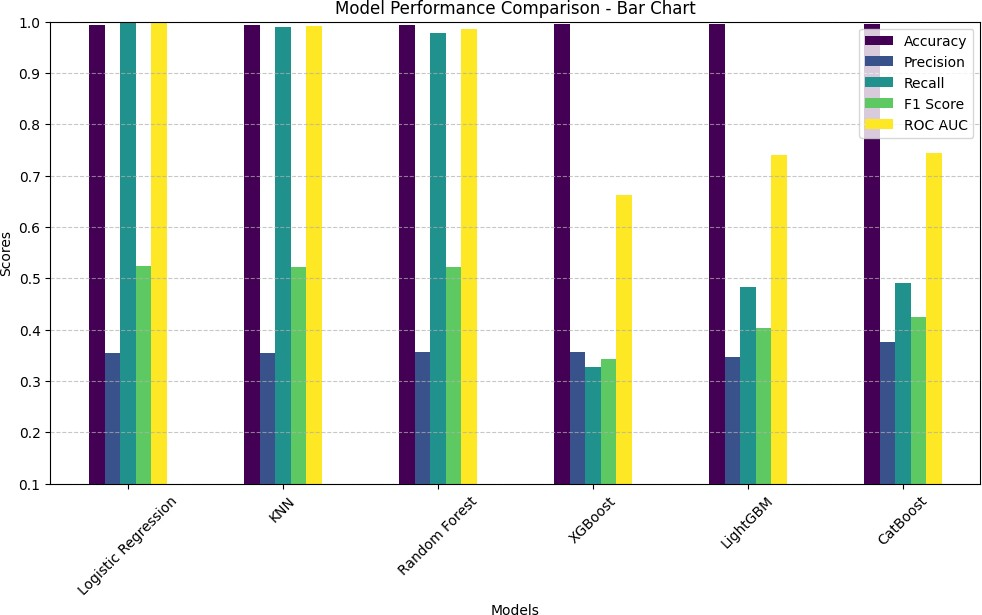 Model Performance Comparison - Bar Chart
1.0
0.9
0.8
0.7
0.6
0.5
0.4
0.3
0.2
0.1
Scores
Accuracy
Precision
Recall
F1 Score
ROC AUC
Logistic Regression
KNN
Random Forest
XGBoost
LightGBM
CatBoost
Models